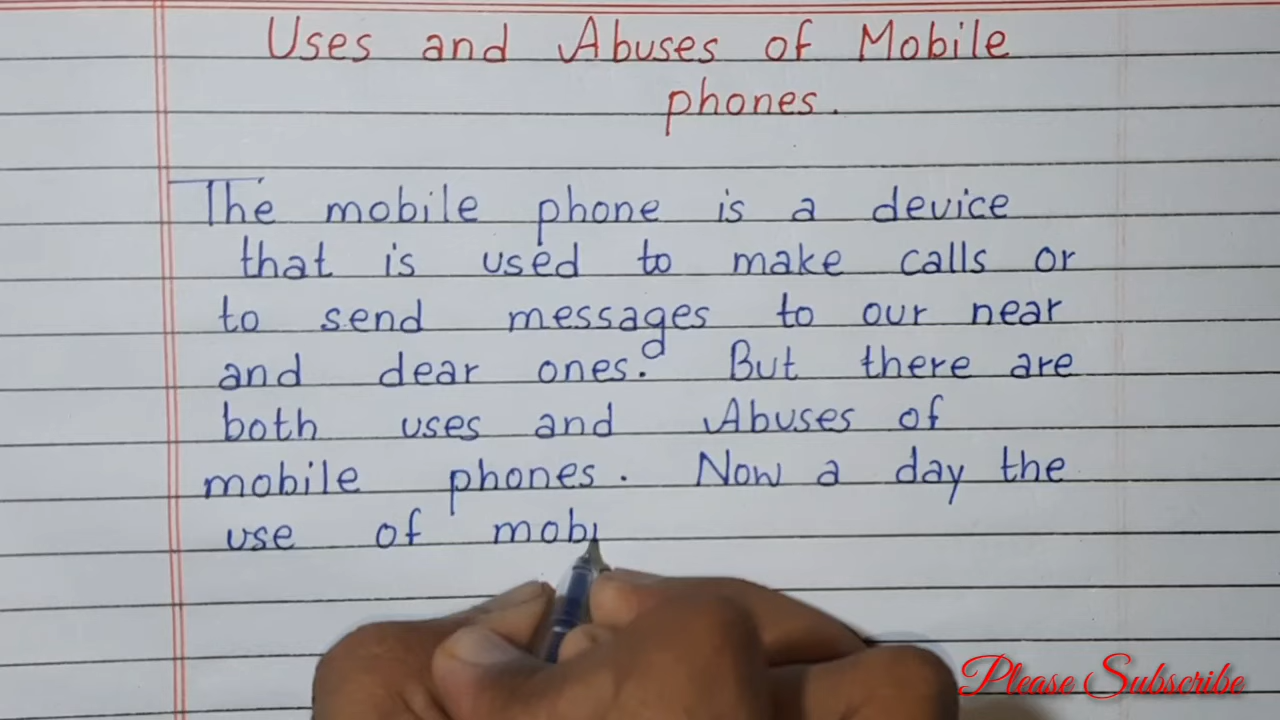 Uses and Abuses of Mobile
phones.
The mobile phone is a device
that is used to make calls or
to send messages to our near
and dear ones. But there are
both uses and Abuses of
mobile phones. Now a day the
use of mobi
Please Subscribe